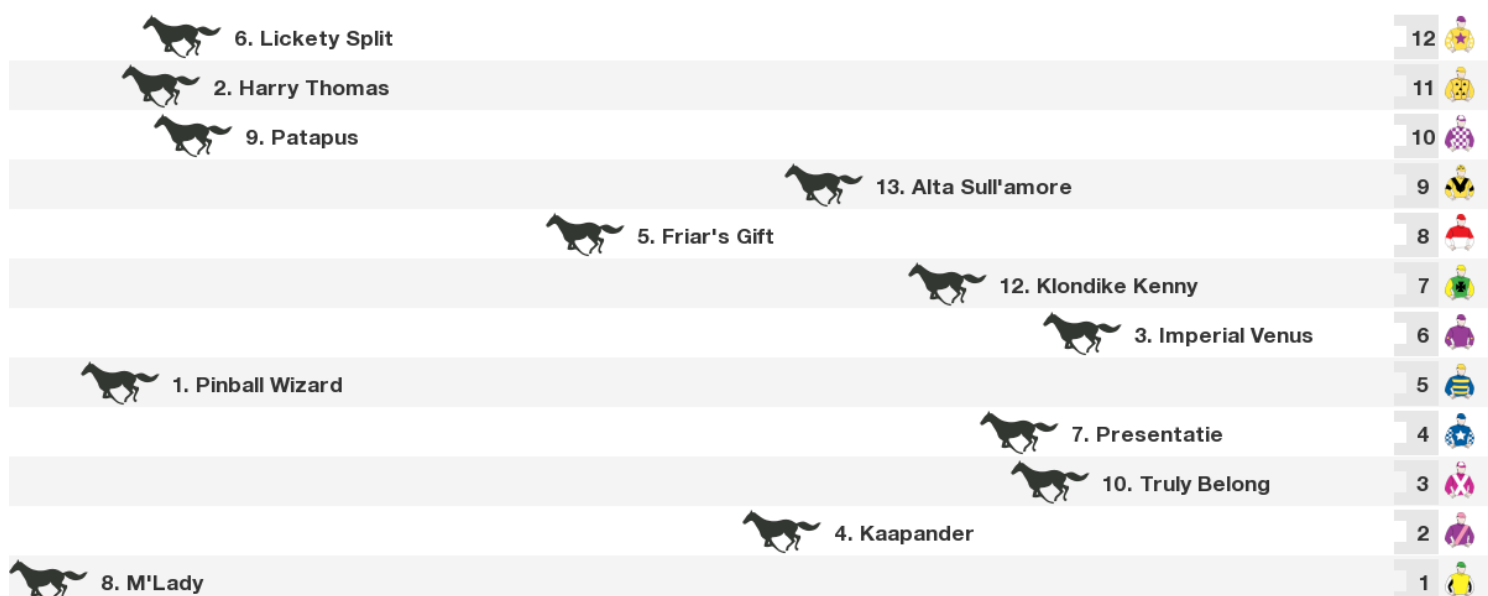 6. Lickety Split 12
2. Harry Thomas 11
9. Patapus 10
13. Alta Sull'amore 9
5. Friar's Gift 8
12. Klondike Kenny 7
3. Imperial Venus 6
1. Pinball Wizard 5
7. Presentatie 4
10. Truly Belong 3
4. Kaapander 2
8. M'Lady 1